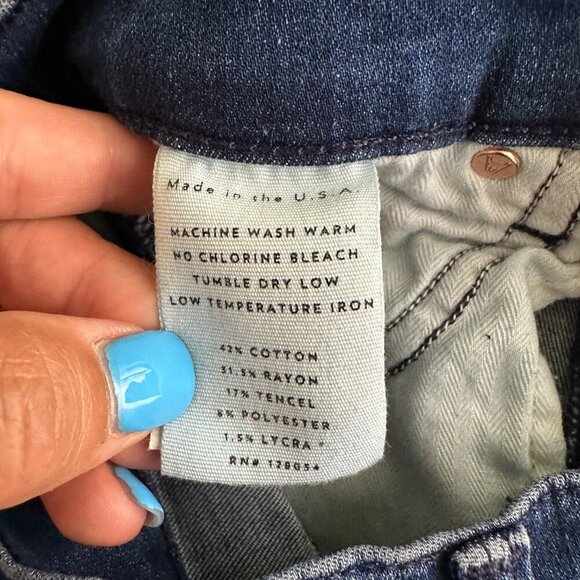 Made in the U.S.A.
MACHINE WASH WARM
NO CHLORINE BLEACH
TUMBLE DRY LOW
LOW TEMPERATURE IRON
42% COTTON
31.5% RAYON
17% TENCEL
8% POLYESTER
1.5% LYCRA®
RN# 128054